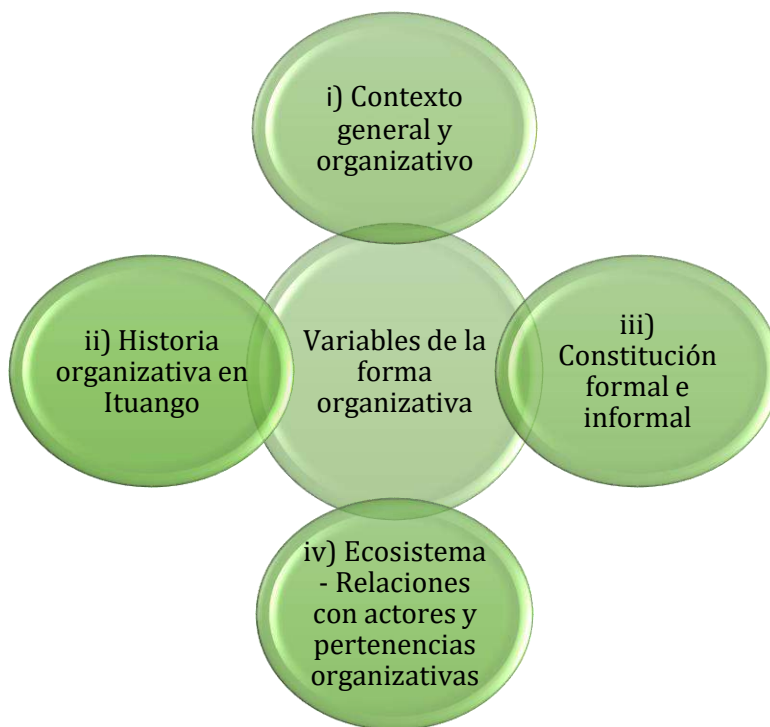 i) Contexto
general y
organizativo
ii) Historia
organizativa en
Ituango
Variables de la
forma
organizativa
iii)
Constitución
formal e
informal
iv) Ecosistema
- Relaciones
con actores y
pertenencias
organizativas